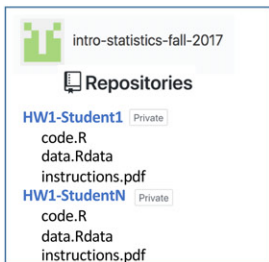 intro-statistics-fall-2017
Repositories
HW1-Student1 Private
code.R
data.Rdata
instructions.pdf
HW1-StudentN Private
code.R
data.Rdata
instructions.pdf